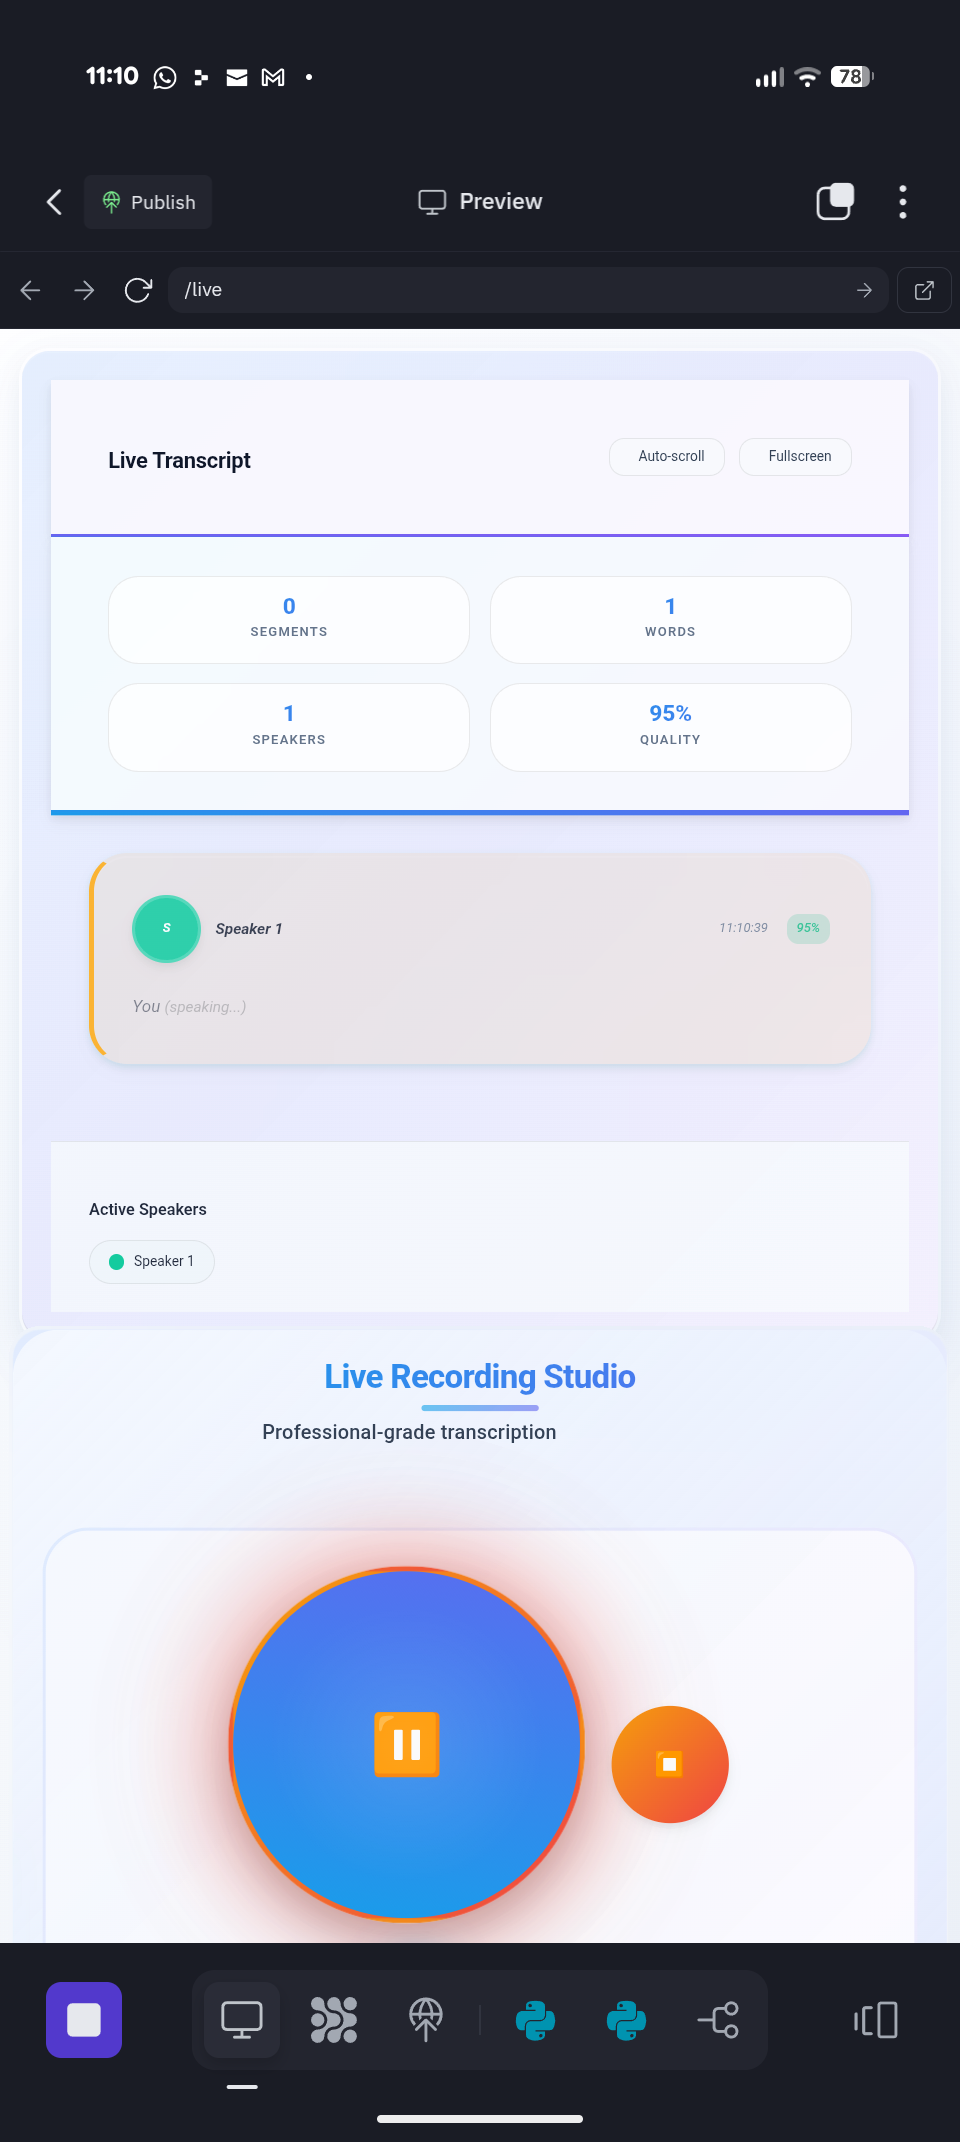 11:10
78
Publish
Preview
/live
Live Transcript
Auto-scroll
Fullscreen
0
SEGMENTS
1
WORDS
1
SPEAKERS
95%
QUALITY
S
Speaker 1
11:10:39
95%
You (speaking...)
Active Speakers
Speaker 1
Live Recording Studio
Professional-grade transcription